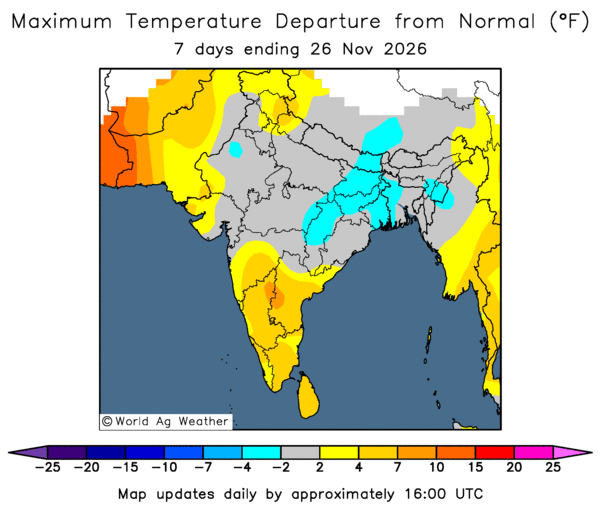 Maximum Temperature Departure from Normal (°F)
7 days ending 26 Nov 2026
©World Ag Weather
-25 -20 -15 -10 -7 -4 -2 2 4 7 10 15 20 25
Map updates daily by approximately 16:00 UTC